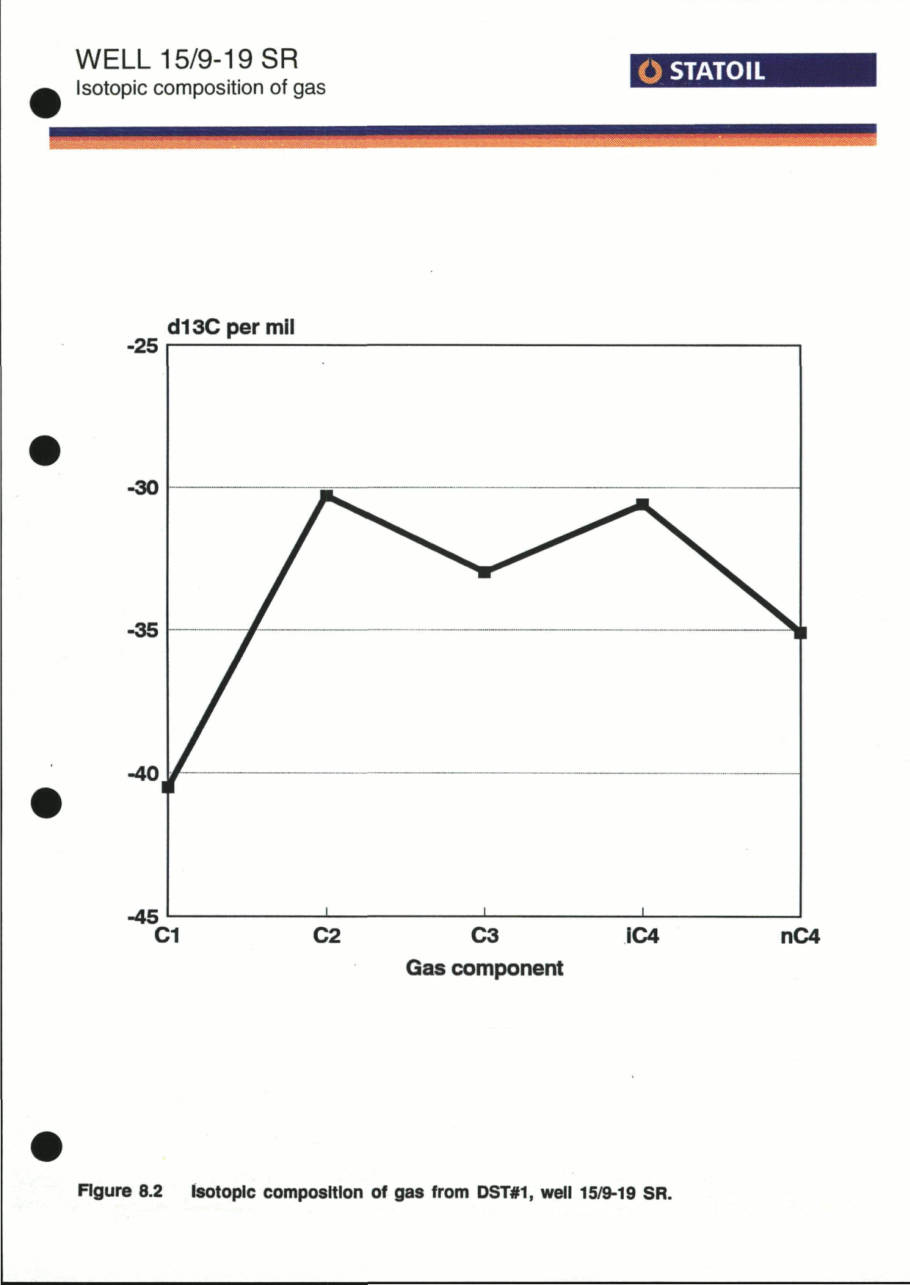 WELL 15/9-19 SR
Isotopic composition of gas
STATOIL
d13C per mil
-25
-30
-35
-40
-45
C1 C2 C3 iC4 nC4
Gas component
Figure 8.2 Isotopic composition of gas from DST#1, well 15/9-19 SR.